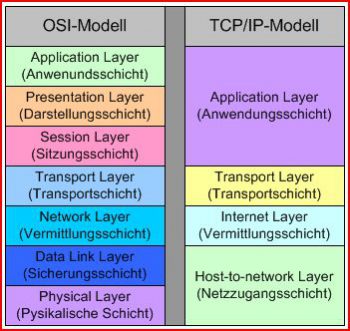 OSI-Modell
Application Layer
(Anwenundsschicht)
Presentation Layer
(Darstellungsschicht)
Session Layer
(Sitzungsschicht)
Transport Layer
(Transportschicht)
Network Layer
(Vermittlungsschicht)
Data Link Layer
(Sicherungsschicht)
Physical Layer
(Pysikalische Schicht)
TCP/IP-Modell
Application Layer
(Anwendungsschicht)
Transport Layer
(Transportschicht)
Internet Layer
(Vermittlungsschicht)
Host-to-network Layer
(Netzzugangsschicht)